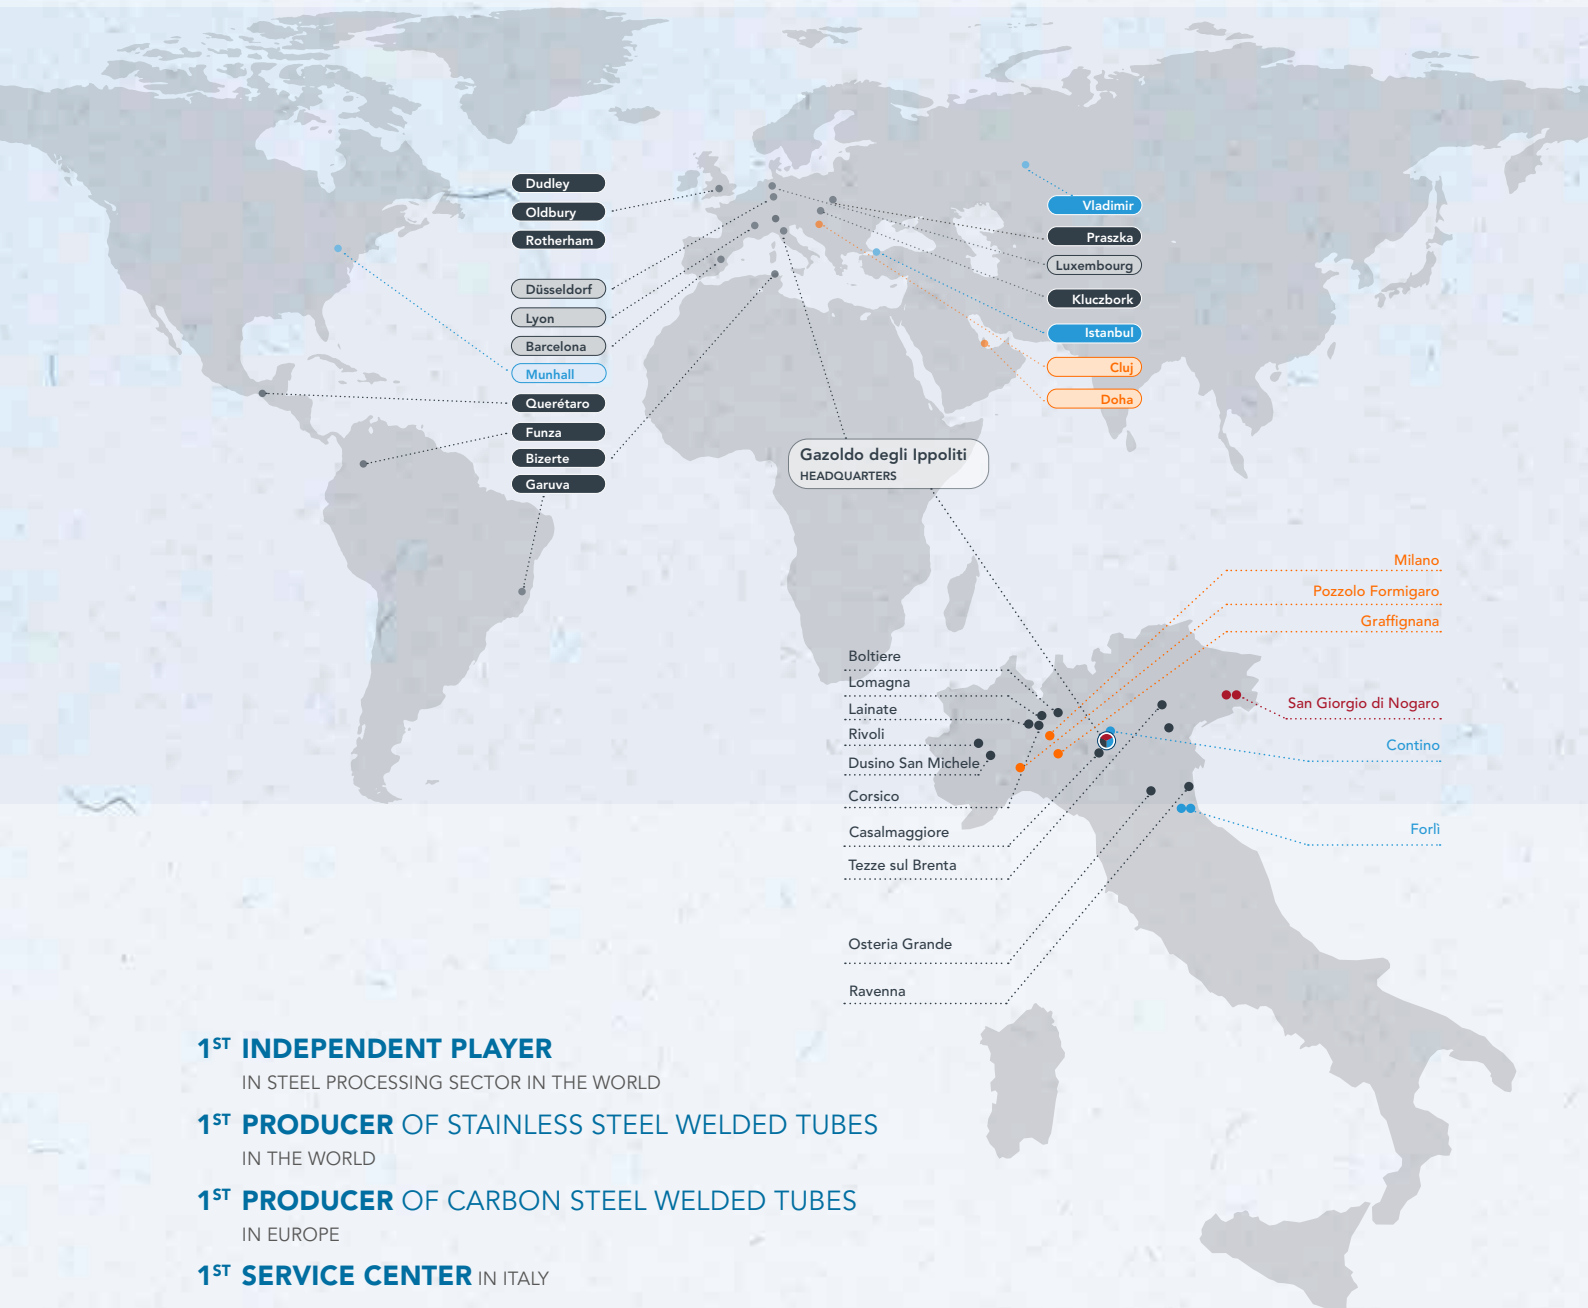 Dudley
Oldbury
Rotherham
Düsseldorf
Lyon
Barcelona
Munhall
Querétaro
Funza
Bizerte
Garuva
Vladimir
Praszka
Luxembourg
Kluczbork
Istanbul
Cluj
Doha
Gazoldo degli Ippoliti
HEADQUARTERS
Milano
Pozzolo Formigaro
Graffignana
San Giorgio di Nogaro
Contino
Forlì
Boltiere
Lomagna
Lainate
Rivoli
Dusino San Michele
Corsico
Casalmaggiore
Tezze sul Brenta
Osteria Grande
Ravenna
1ST INDEPENDENT PLAYER
IN STEEL PROCESSING SECTOR IN THE WORLD
1ST PRODUCER OF STAINLESS STEEL WELDED TUBES
IN THE WORLD
1ST PRODUCER OF CARBON STEEL WELDED TUBES
IN EUROPE
1ST SERVICE CENTER IN ITALY